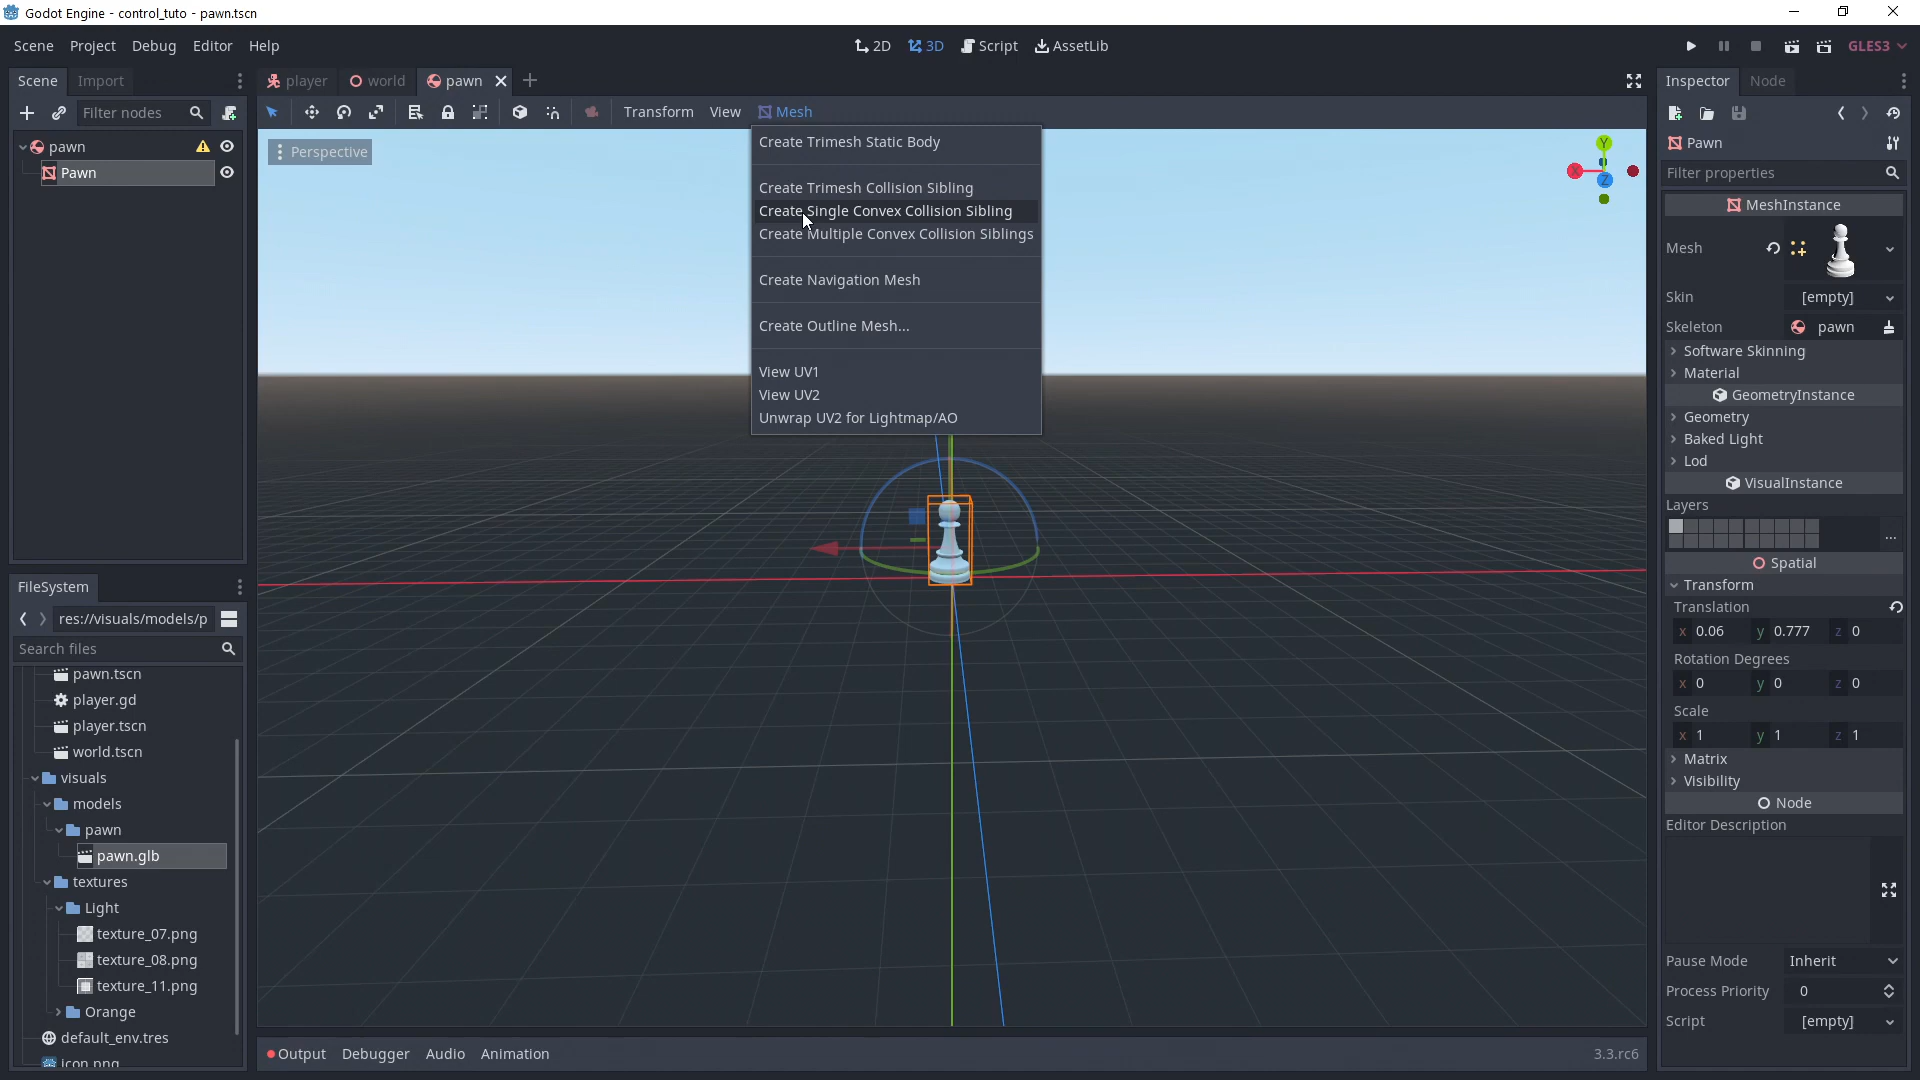 Godot Engine - control_tuto - pawn.tscn
Scene Project Debug Editor Help
2D 3D Script AssetLib
GLES3
Scene Import
Filter nodes
pawn
Pawn
player world pawn
Transform View Mesh
Perspective
Create Trimesh Static Body
Create Trimesh Collision Sibling
Create Single Convex Collision Sibling
Create Multiple Convex Collision Siblings
Create Navigation Mesh
Create Outline Mesh...
View UV1
View UV2
Unwrap UV2 for Lightmap/AO
Y
X
Z
FileSystem
res://visuals/models/p
Search files
pawn.tscn
player.gd
player.tscn
world.tscn
visuals
models
pawn
pawn.glb
textures
Light
texture_07.png
texture_08.png
texture_11.png
Orange
default_env.tres
icon.png
Output Debugger Audio Animation
3.3.rc6
Inspector Node
Pawn
Filter properties
MeshInstance
Mesh
Skin [empty]
Skeleton pawn
Software Skinning
Material
GeometryInstance
Geometry
Baked Light
Lod
VisualInstance
Layers
...
Spatial
Transform
Translation
x 0.06 y 0.777 z 0
Rotation Degrees
x 0 y 0 z 0
Scale
x 1 y 1 z 1
Matrix
Visibility
Node
Editor Description
Pause Mode Inherit
Process Priority 0
Script [empty]